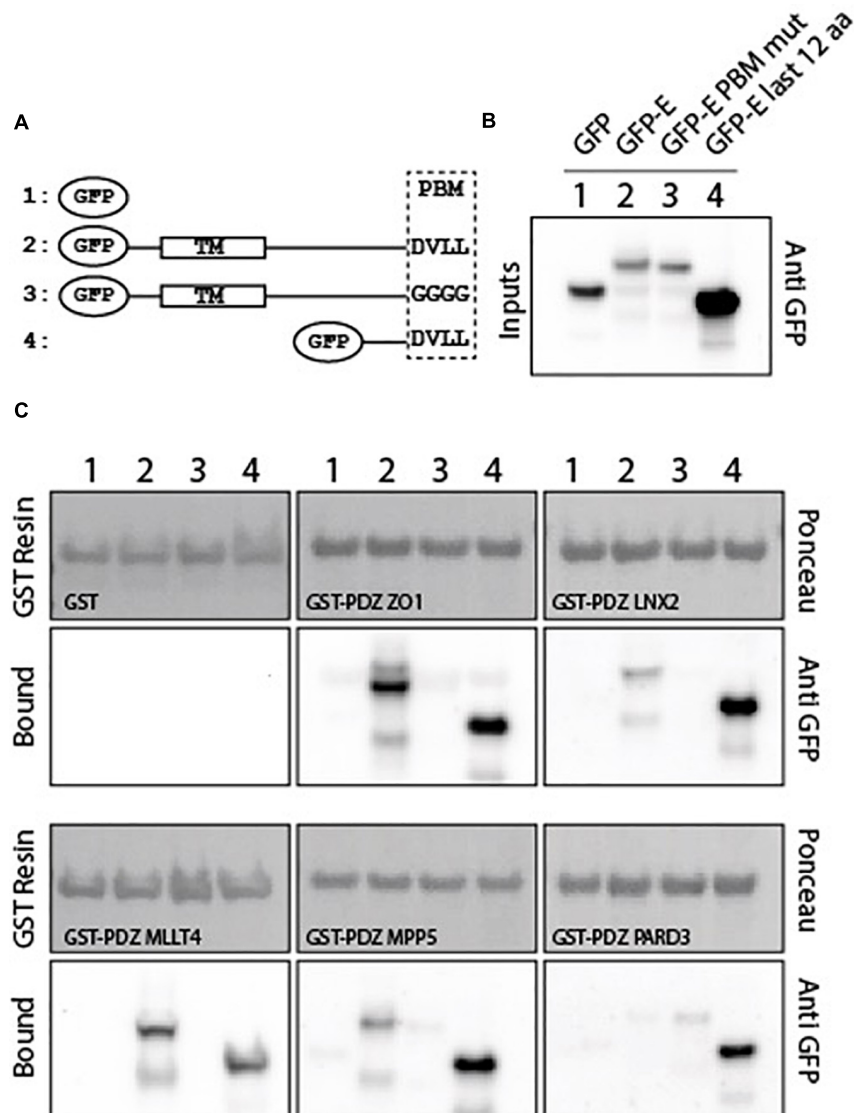 A
1: GFP PBM
2: GFP TM DVLL
3: GFP TM GGGG
4: GFP DVLL
B
GFP
GFP-E
GFP-E PBM mut
GFP-E last 12 aa
1 2 3 4
Inputs
Anti GFP
C
1 2 3 4 1 2 3 4 1 2 3 4
GST Resin
GST
GST-PDZ ZO1
GST-PDZ LNX2
Ponceau
Bound
Anti GFP
GST Resin
GST-PDZ MLLT4
GST-PDZ MPP5
GST-PDZ PARD3
Ponceau
Bound
Anti GFP